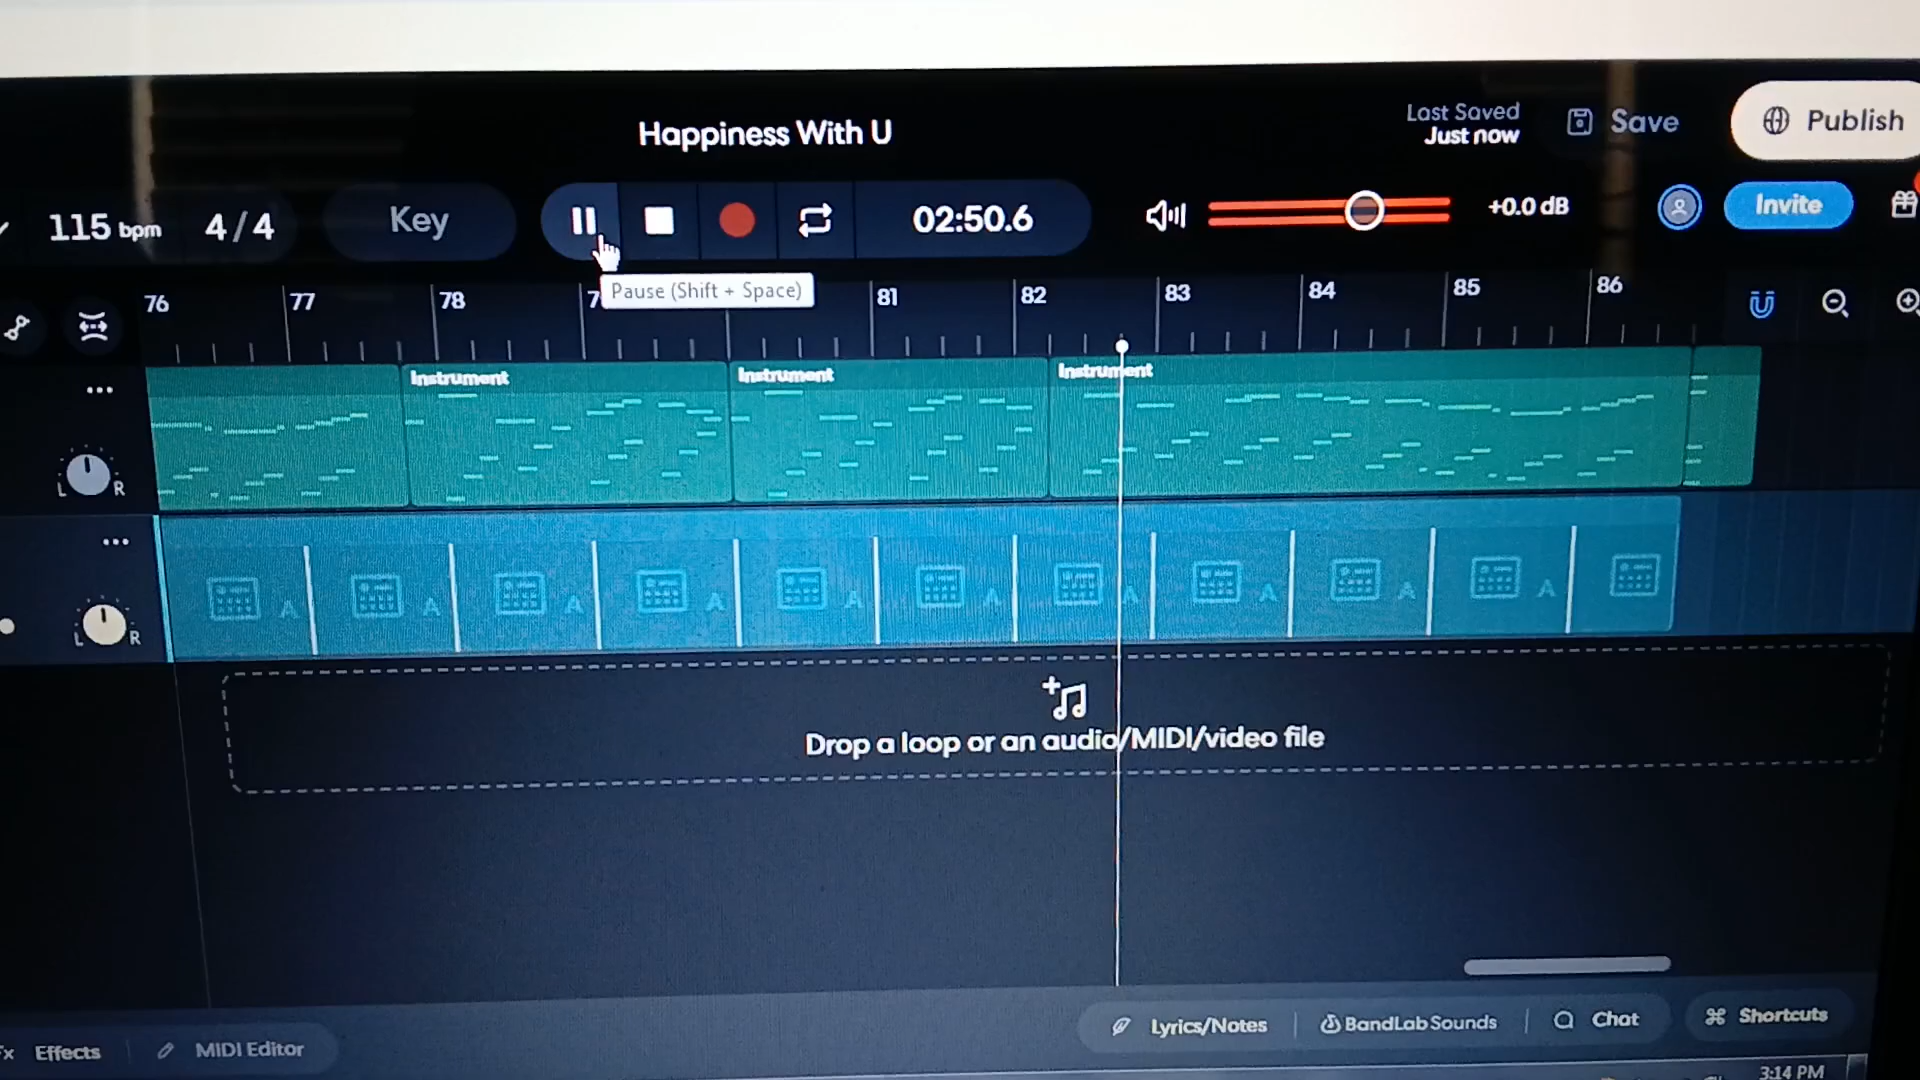 Happiness With U
Last Saved
Just now
Save
Publish
115 bpm
4/4
Key
02:50.6
+0.0 dB
Invite
Pause (Shift + Space)
76
77
78
81
82
83
84
85
86
Instrument
Instrument
Instrument
L R
L R
A A A A A A A A A A
Drop a loop or an audio/MIDI/video file
Lyrics/Notes
BandLab Sounds
Chat
Shortcuts
Effects
MIDI Editor
3:14 PM